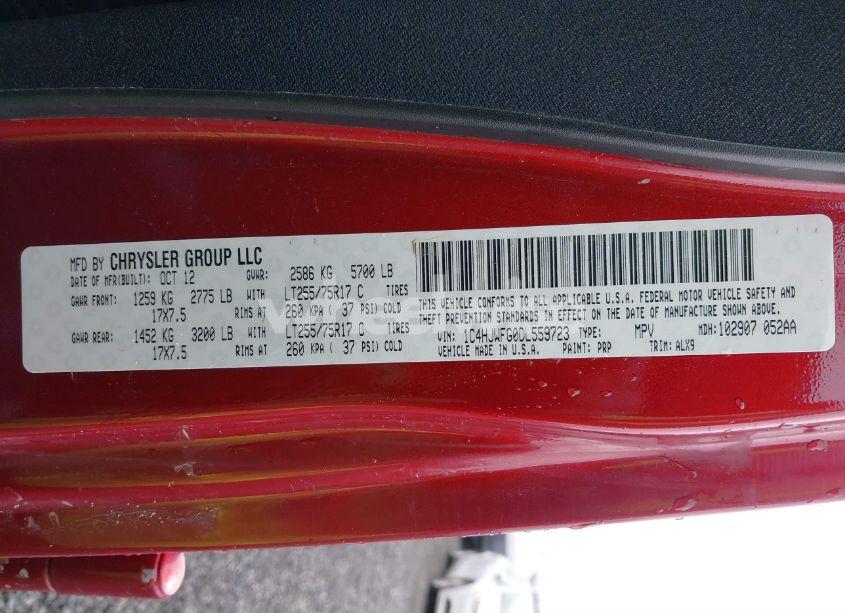 MFD BY CHRYSLER GROUP LLC
DATE OF MFR(BUILT): OCT 12 GVWR: 2586 KG 5700 LB
GAWR FRONT: 1259 KG 2775 LB WITH LT255/75R17 C TIRES
17X7.5 RIMS AT 260 KPA ( 37 PSI) COLD
GAWR REAR: 1452 KG 3200 LB WITH LT255/75R17 C TIRES
17X7.5 RIMS AT 260 KPA ( 37 PSI) COLD
THIS VEHICLE CONFORMS TO ALL APPLICABLE U.S.A. FEDERAL MOTOR VEHICLE SAFETY AND
THEFT PREVENTION STANDARDS IN EFFECT ON THE DATE OF MANUFACTURE SHOWN ABOVE.
VIN: 1C4HJWFG0DL559723 TYPE: MPV MDH: 102907 052AA
VEHICLE MADE IN U.S.A. PAINT: PRP TRIM: ALX9